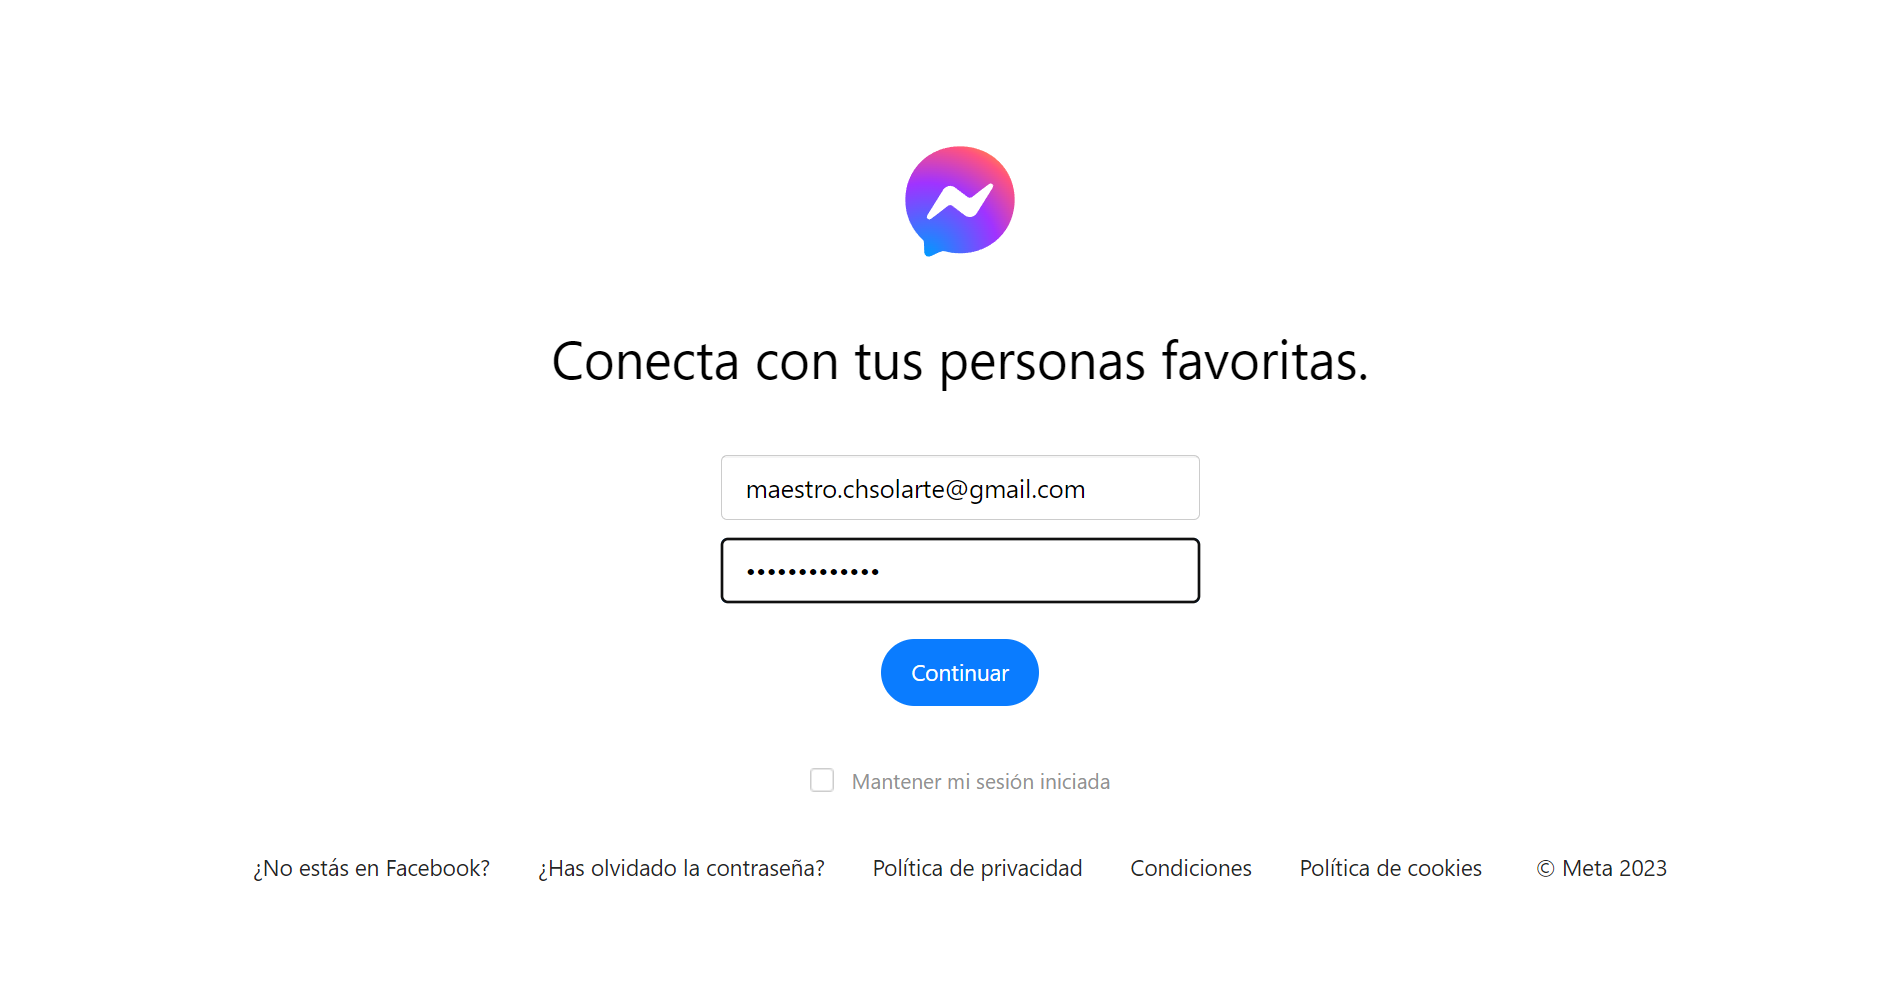 Conecta con tus personas favoritas.
maestro.chsolarte@gmail.com
•••••••••••••
Continuar
Mantener mi sesión iniciada
¿No estás en Facebook? ¿Has olvidado la contraseña? Política de privacidad Condiciones Política de cookies © Meta 2023